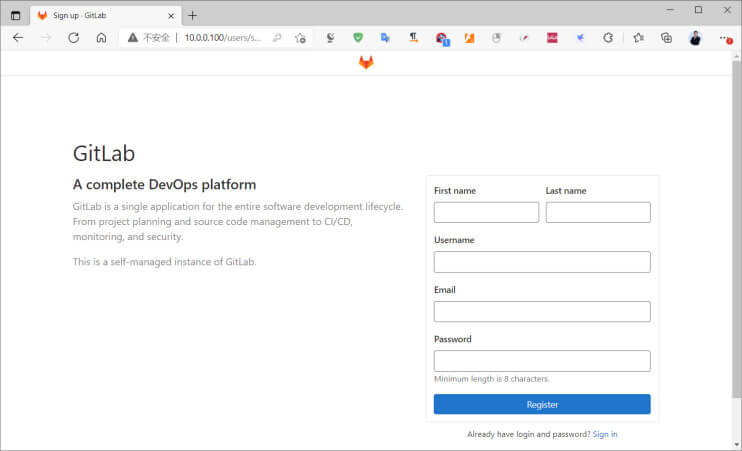 Sign up · GitLab
不安全
10.0.0.100/users/s...
1
GitLab
A complete DevOps platform
GitLab is a single application for the entire software development lifecycle.
From project planning and source code management to CI/CD,
monitoring, and security.
This is a self-managed instance of GitLab.
First name Last name
Username
Email
Password
Minimum length is 8 characters.
Register
Already have login and password? Sign in